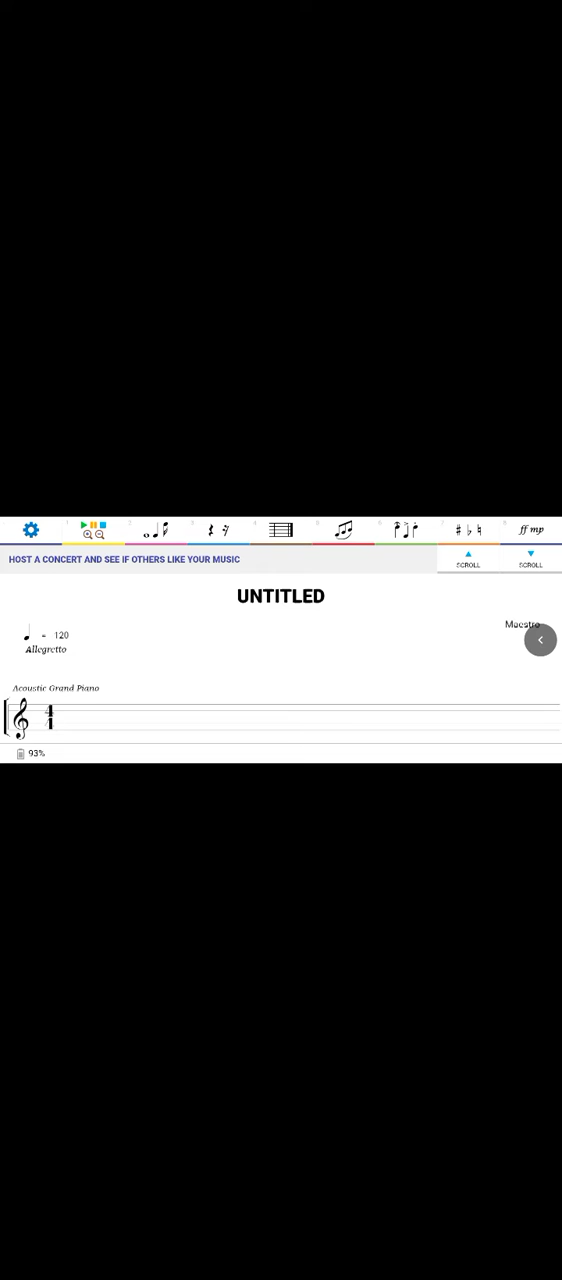 ff mp
HOST A CONCERT AND SEE IF OTHERS LIKE YOUR MUSIC
SCROLL
SCROLL
UNTITLED
Maestro
= 120
Allegretto
Acoustic Grand Piano
93%